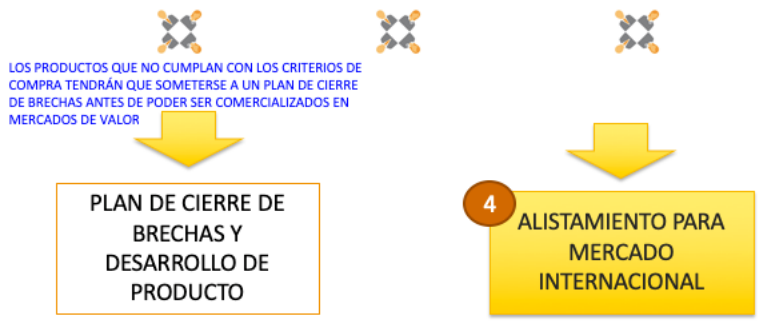 LOS PRODUCTOS QUE NO CUMPLAN CON LOS CRITERIOS DE
COMPRA TENDRÁN QUE SOMETERSE A UN PLAN DE CIERRE
DE BRECHAS ANTES DE PODER SER COMERCIALIZADOS EN
MERCADOS DE VALOR
PLAN DE CIERRE DE
BRECHAS Y
DESARROLLO DE
PRODUCTO
4
ALISTAMIENTO PARA
MERCADO
INTERNACIONAL